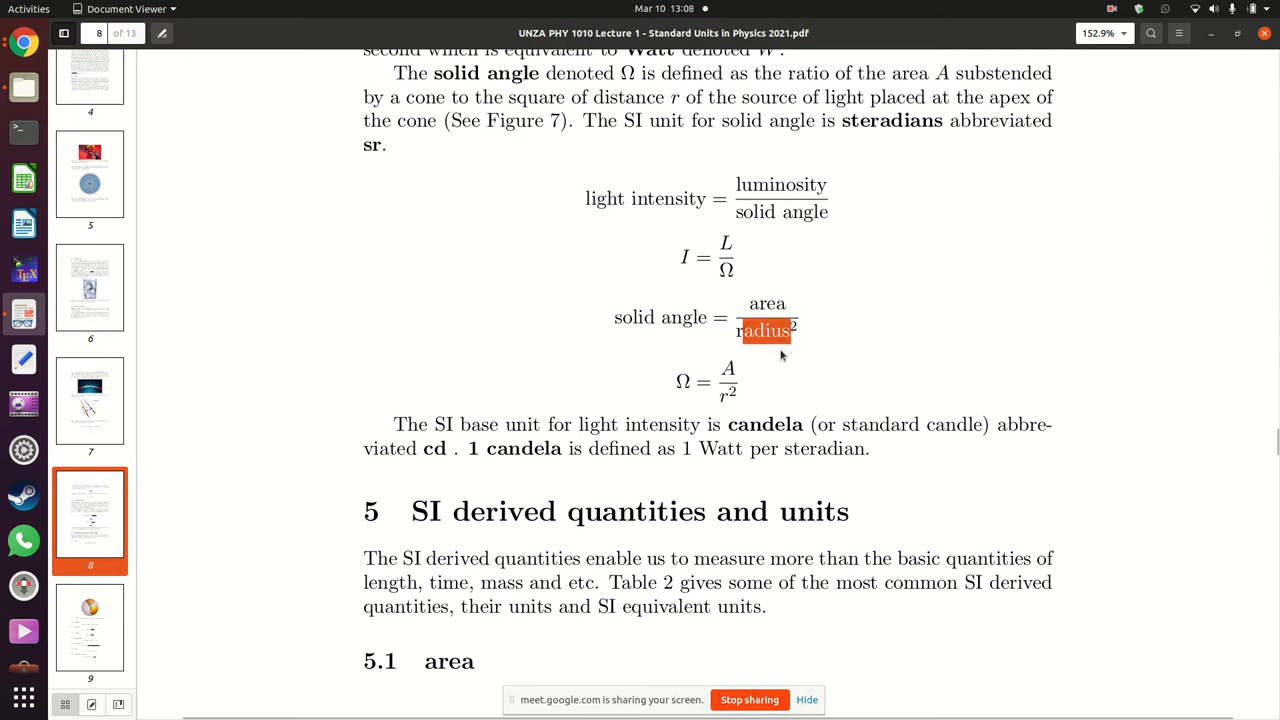 Activities
Document Viewer
Mar 10 13:08
8 of 13
UNZA PHY 1010 Lecture 1 - Standard Units in Physics 2021.pdf
152.9%
4
5
6
7
8
9
second which is equivalent to Watt denoted W .
The solid angle denoted Ω is defined as the ratio of the area A substended
by a cone to the square of distance r of the source of light placed at the apex of
the cone (See Figure 7). The SI unit for solid angle is steradians abbreviated
sr.
light intensity = luminosity / solid angle
I = L / Ω
solid angle = area / radius²
Ω = A / r²
The SI base unit for light intensity is candela (or standard candle) abbre-
viated cd . 1 candela is defined as 1 Watt per steradian.
5 SI derived quantities and units
The SI derived quantities enable us to measure more than the basic quantities of
length, time, mass and etc. Table 2 gives some of the most common SI derived
quantities, their units and SI equivalent units.
5.1 area
meet.google.com is sharing your screen.
Stop sharing
Hide